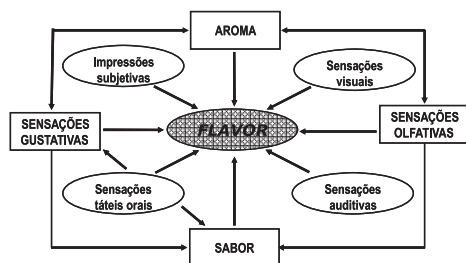 AROMA
Impressões
subjetivas
Sensações
visuais
SENSAÇÕES
GUSTATIVAS
FLAVOR
SENSAÇÕES
OLFATIVAS
Sensações
táteis orais
Sensações
auditivas
SABOR